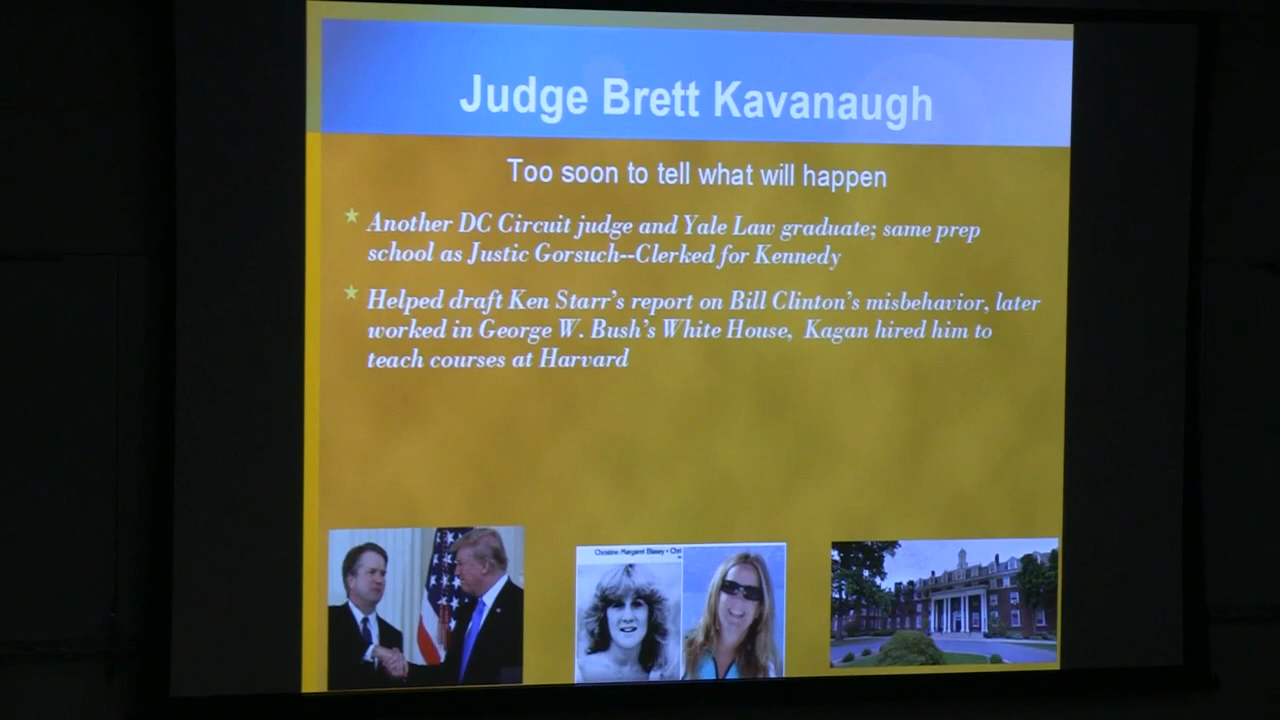 Judge Brett Kavanaugh
Too soon to tell what will happen
Another DC Circuit judge and Yale Law graduate; same prep
school as Justic Gorsuch--Clerked for Kennedy
Helped draft Ken Starr's report on Bill Clinton's misbehavior, later
worked in George W. Bush's White House, Kagan hired him to
teach courses at Harvard
Christine Margaret Blasey • Chri